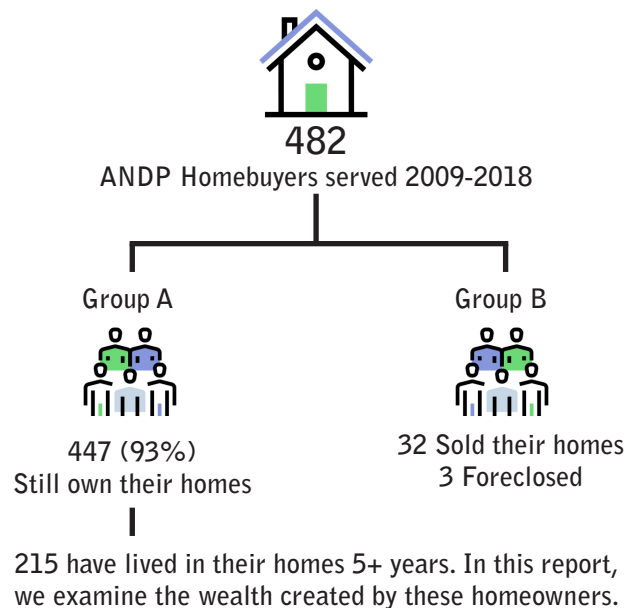 482
ANDP Homebuyers served 2009-2018
Group A
447 (93%)
Still own their homes
Group B
32 Sold their homes
3 Foreclosed
215 have lived in their homes 5+ years. In this report,
we examine the wealth created by these homeowners.